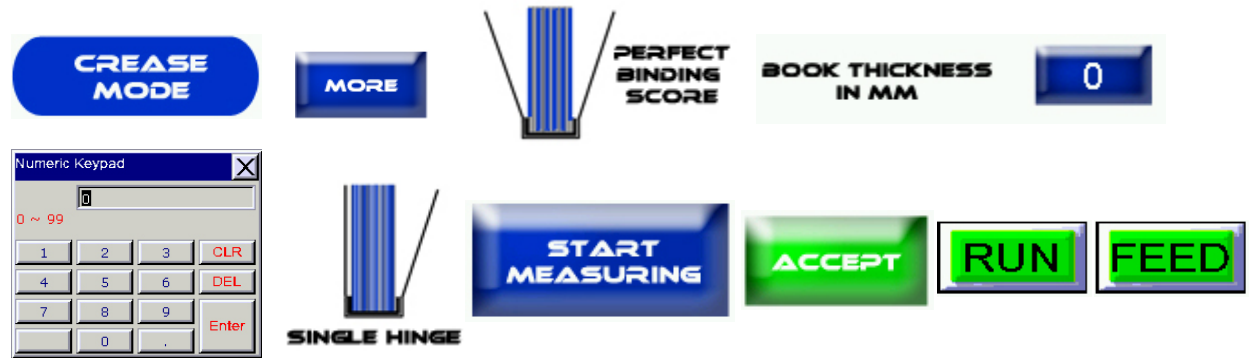 CREASE
MODE
MORE
PERFECT
BINDING
SCORE
BOOK THICKNESS
IN MM
0
Numeric Keypad
X
0
0 ~ 99
1 2 3 CLR
4 5 6 DEL
7 8 9 Enter
0 .
SINGLE HINGE
START
MEASURING
ACCEPT
RUN
FEED